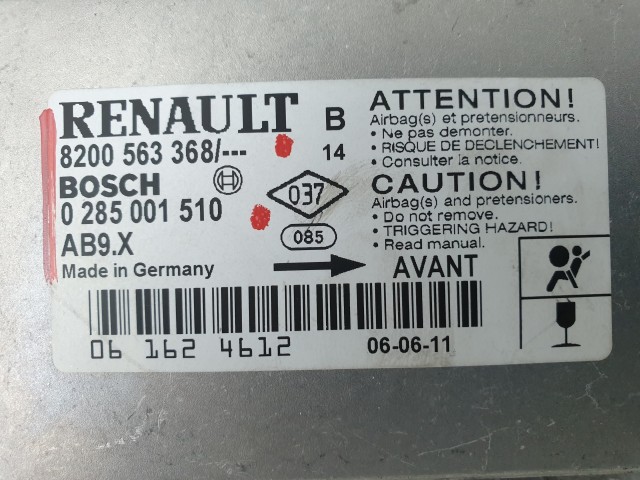 RENAULT B
8200 563 368/--- 14
BOSCH
0 285 001 510
037
AB9.X
085
Made in Germany
AVANT
ATTENTION!
Airbag(s) et pretensionneurs.
• Ne pas demonter.
• RISQUE DE DECLENCHEMENT!
• Consulter la notice.
CAUTION!
Airbag(s) and pretensioners.
• Do not remove.
• TRIGGERING HAZARD!
• Read manual.
06 162 4612
06-06-11